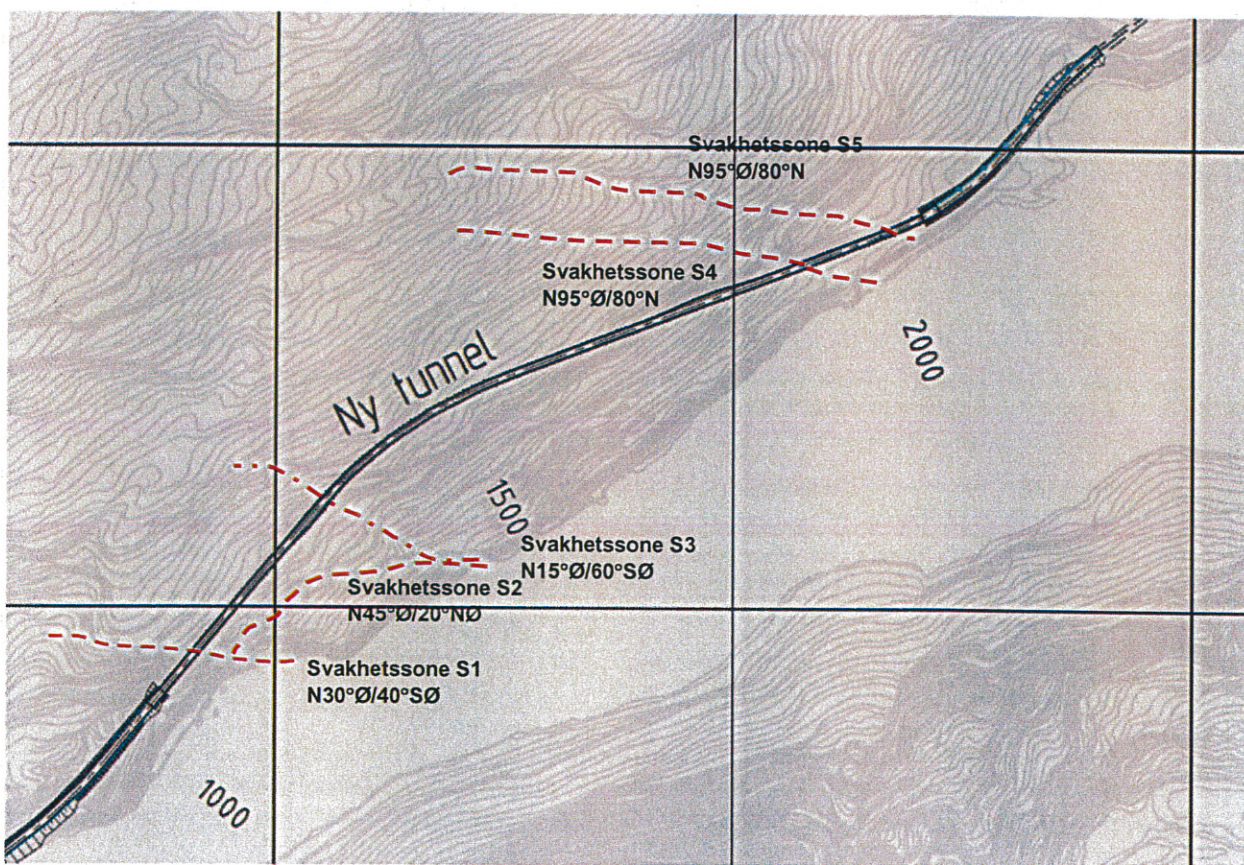 Svakhetssone S5
N95°Ø/80°N
Svakhetssone S4
N95°Ø/80°N
2000
Ny tunnel
1500
Svakhetssone S3
N15°Ø/60°SØ
Svakhetssone S2
N45°Ø/20°NØ
Svakhetssone S1
N30°Ø/40°SØ
1000